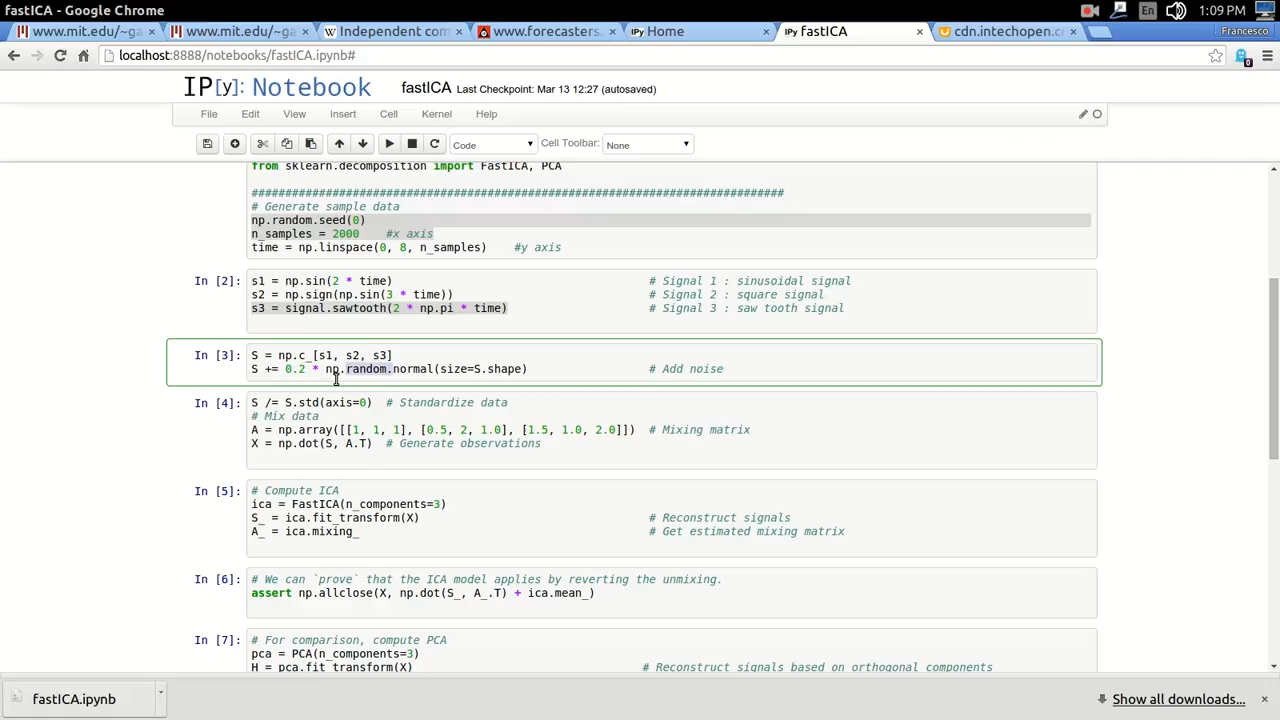 fastICA - Google Chrome
En
1:09 PM
www.mit.edu/~ga
www.mit.edu/~ga
Independent com
www.forecasters.
Home
fastICA
cdn.intechopen.c
Francesco
localhost:8888/notebooks/fastICA.ipynb#
0
IP[y]: Notebook
fastICA Last Checkpoint: Mar 13 12:27 (autosaved)
File Edit View Insert Cell Kernel Help
Code
Cell Toolbar: None
from sklearn.decomposition import FastICA, PCA
###############################################################################
# Generate sample data
np.random.seed(0)
n_samples = 2000 #x axis
time = np.linspace(0, 8, n_samples) #y axis
In [2]: s1 = np.sin(2 * time) # Signal 1 : sinusoidal signal
s2 = np.sign(np.sin(3 * time)) # Signal 2 : square signal
s3 = signal.sawtooth(2 * np.pi * time) # Signal 3 : saw tooth signal
In [3]: S = np.c_[s1, s2, s3]
S += 0.2 * np.random.normal(size=S.shape) # Add noise
In [4]: S /= S.std(axis=0) # Standardize data
# Mix data
A = np.array([[1, 1, 1], [0.5, 2, 1.0], [1.5, 1.0, 2.0]]) # Mixing matrix
X = np.dot(S, A.T) # Generate observations
In [5]: # Compute ICA
ica = FastICA(n_components=3)
S_ = ica.fit_transform(X) # Reconstruct signals
A_ = ica.mixing_ # Get estimated mixing matrix
In [6]: # We can `prove` that the ICA model applies by reverting the unmixing.
assert np.allclose(X, np.dot(S_, A_.T) + ica.mean_)
In [7]: # For comparison, compute PCA
pca = PCA(n_components=3)
H = pca.fit_transform(X) # Reconstruct signals based on orthogonal components
fastICA.ipynb
Show all downloads...